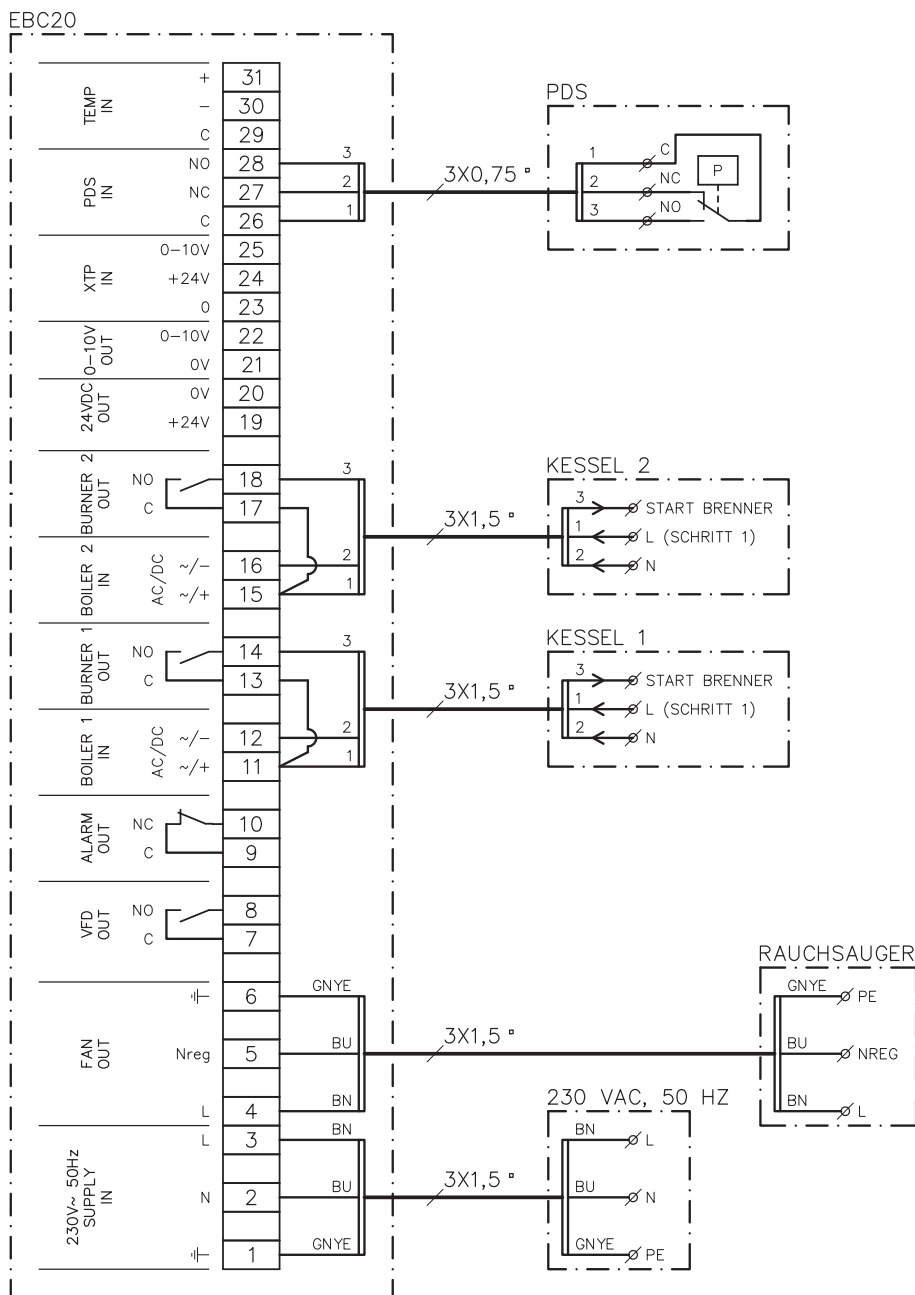 EBC20
TEMP IN
+ 31
− 30
C 29
PDS IN
NO 28 3
NC 27 2
C 26 1
3X0,75 ▫
PDS
1 C
2 NC
3 NO
P
XTP IN
0−10V 25
+24V 24
0 23
0−10V OUT
0−10V 22
0V 21
24VDC OUT
0V 20
+24V 19
BURNER 2 OUT
NO 18 3
C 17
BOILER 2 IN
AC/DC
~/− 16 2
~/+ 15 1
3X1,5 ▫
KESSEL 2
3 START BRENNER
1 L (SCHRITT 1)
2 N
BURNER 1 OUT
NO 14 3
C 13
BOILER 1 IN
AC/DC
~/− 12 2
~/+ 11 1
3X1,5 ▫
KESSEL 1
3 START BRENNER
1 L (SCHRITT 1)
2 N
ALARM OUT
NC 10
C 9
VFD OUT
NO 8
C 7
FAN OUT
6 GNYE
Nreg 5 BU
L 4 BN
3X1,5 ▫
RAUCHSAUGER
GNYE PE
BU NREG
BN L
230V~ 50Hz SUPPLY IN
L 3 BN
N 2 BU
1 GNYE
3X1,5 ▫
230 VAC, 50 HZ
BN L
BU N
GNYE PE